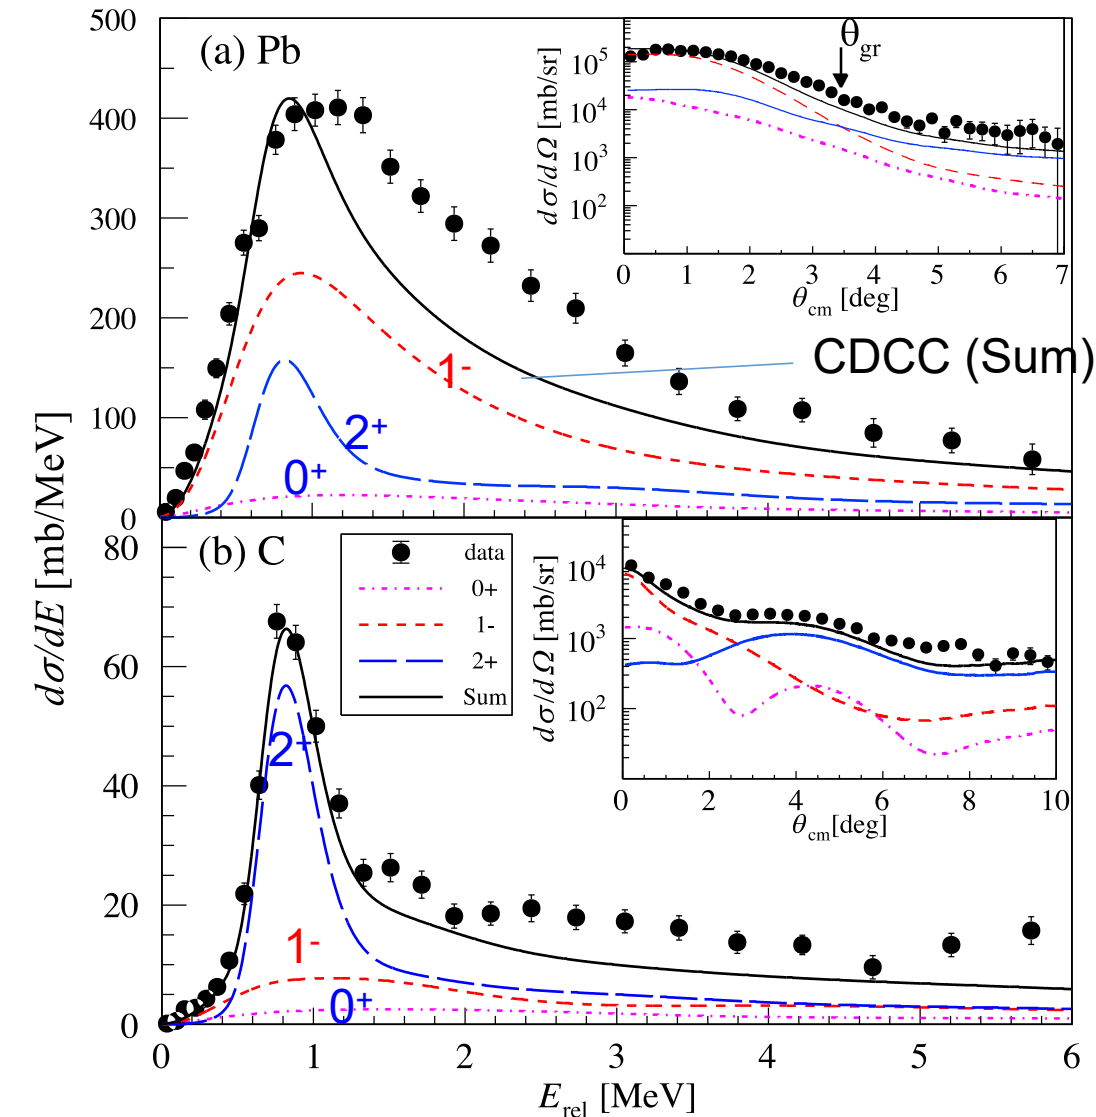 500
400
300
200
100
0
(a) Pb
1-
2+
0+
CDCC (Sum)
dσ/dΩ [mb/sr]
10^5
10^4
10^3
10^2
θgr
0 1 2 3 4 5 6 7
θcm [deg]
dσ/dE [mb/MeV]
80
60
40
20
0
(b) C
data
0+
1-
2+
Sum
2+
1-
0+
dσ/dΩ [mb/sr]
10^4
10^3
10^2
0 2 4 6 8 10
θcm[deg]
0 1 2 3 4 5 6
Erel [MeV]